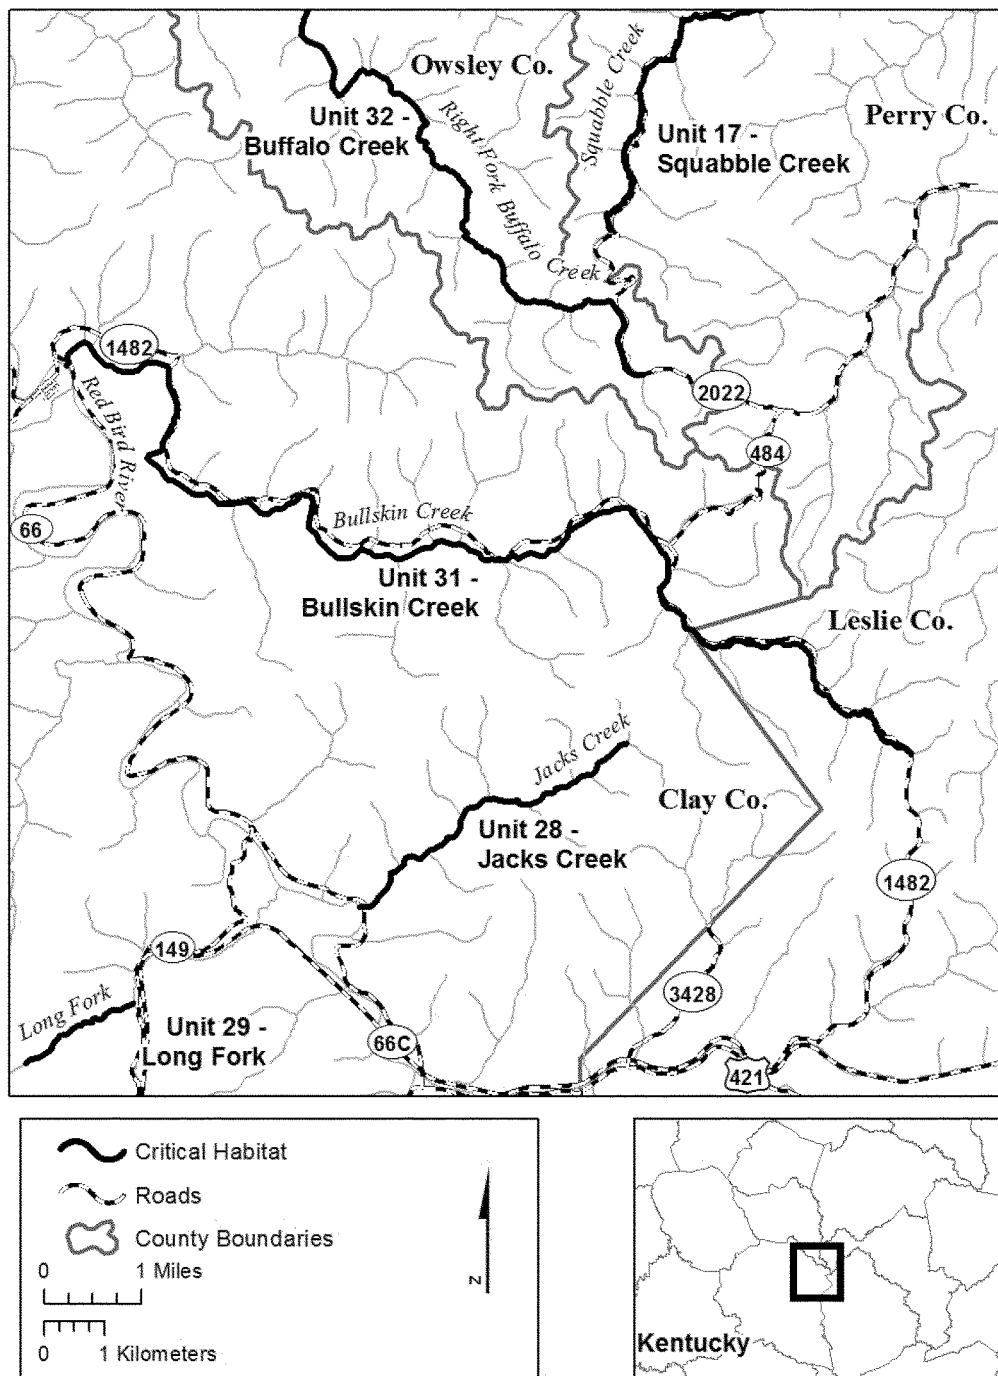 Owsley Co.
Squabble Creek
Perry Co.
Unit 32 -
Buffalo Creek
Right Fork Buffalo Creek
Unit 17 -
Squabble Creek
1482
2022
Red Bird River
484
66
Bullskin Creek
Unit 31 -
Bullskin Creek
Leslie Co.
Jacks Creek
Clay Co.
Unit 28 -
Jacks Creek
1482
149
3428
Long Fork
Unit 29 -
Long Fork
66C
421
Critical Habitat
Roads
County Boundaries
0 1 Miles
0 1 Kilometers
N
Kentucky